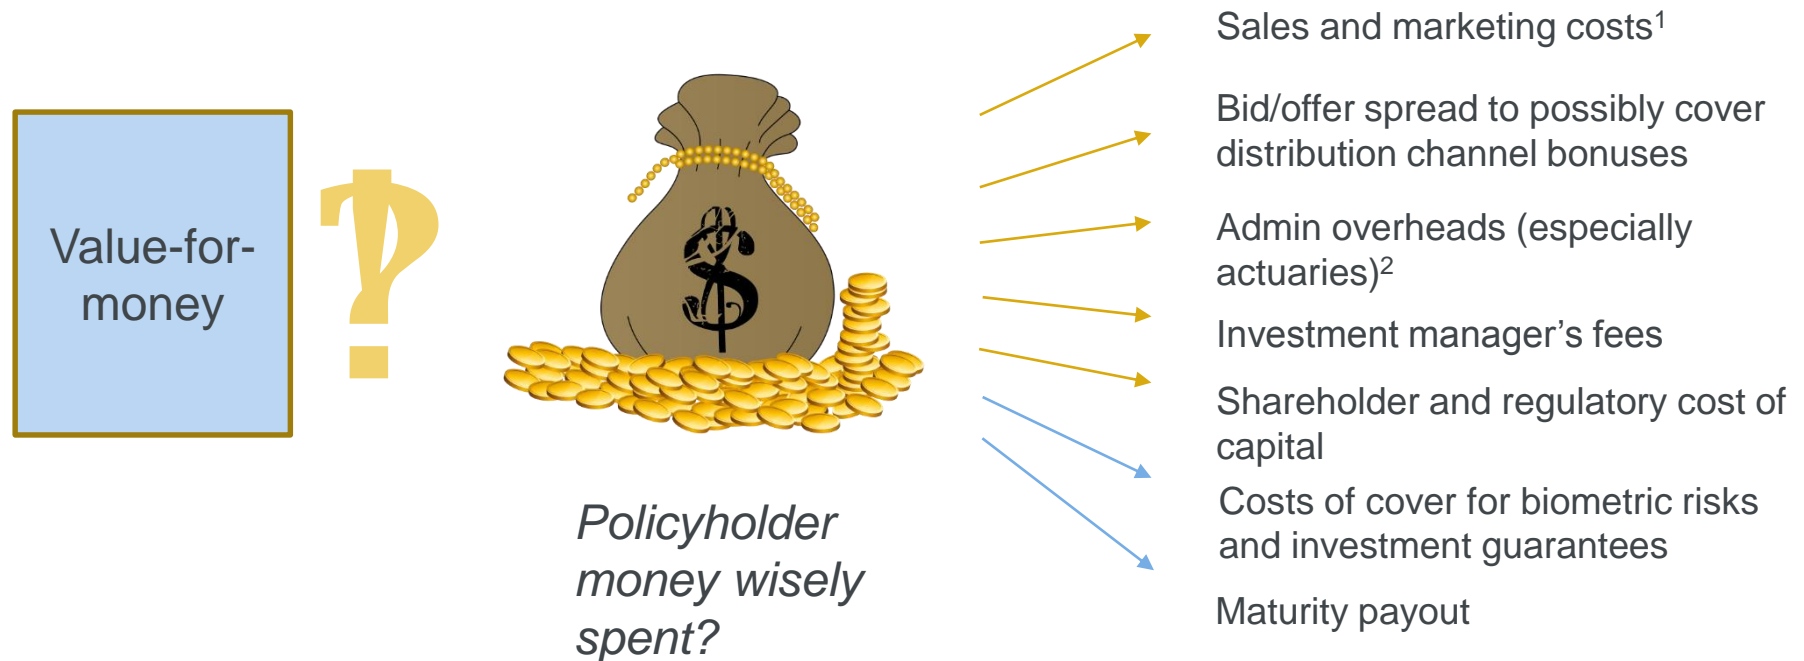 Value-for-
money
‽
$
Policyholder
money wisely
spent?
Sales and marketing costs¹
Bid/offer spread to possibly cover
distribution channel bonuses
Admin overheads (especially
actuaries)²
Investment manager’s fees
Shareholder and regulatory cost of
capital
Costs of cover for biometric risks
and investment guarantees
Maturity payout